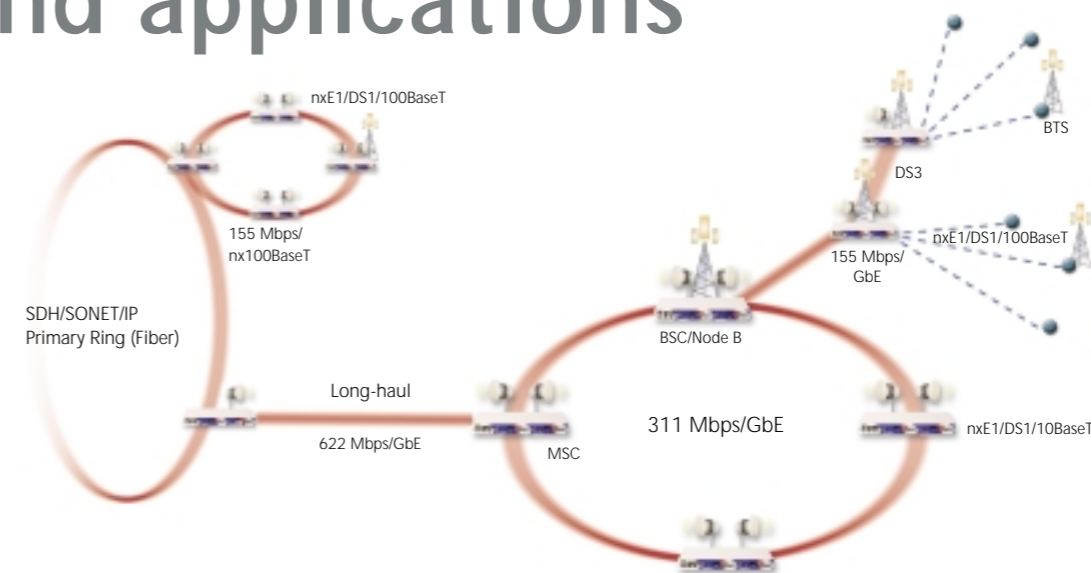 nd applications
nxE1/DS1/100BaseT
BTS
DS3
155 Mbps/
nx100BaseT
nxE1/DS1/100BaseT
155 Mbps/
GbE
SDH/SONET/IP
Primary Ring (Fiber)
BSC/Node B
Long-haul
622 Mbps/GbE
311 Mbps/GbE
nxE1/DS1/10BaseT
MSC